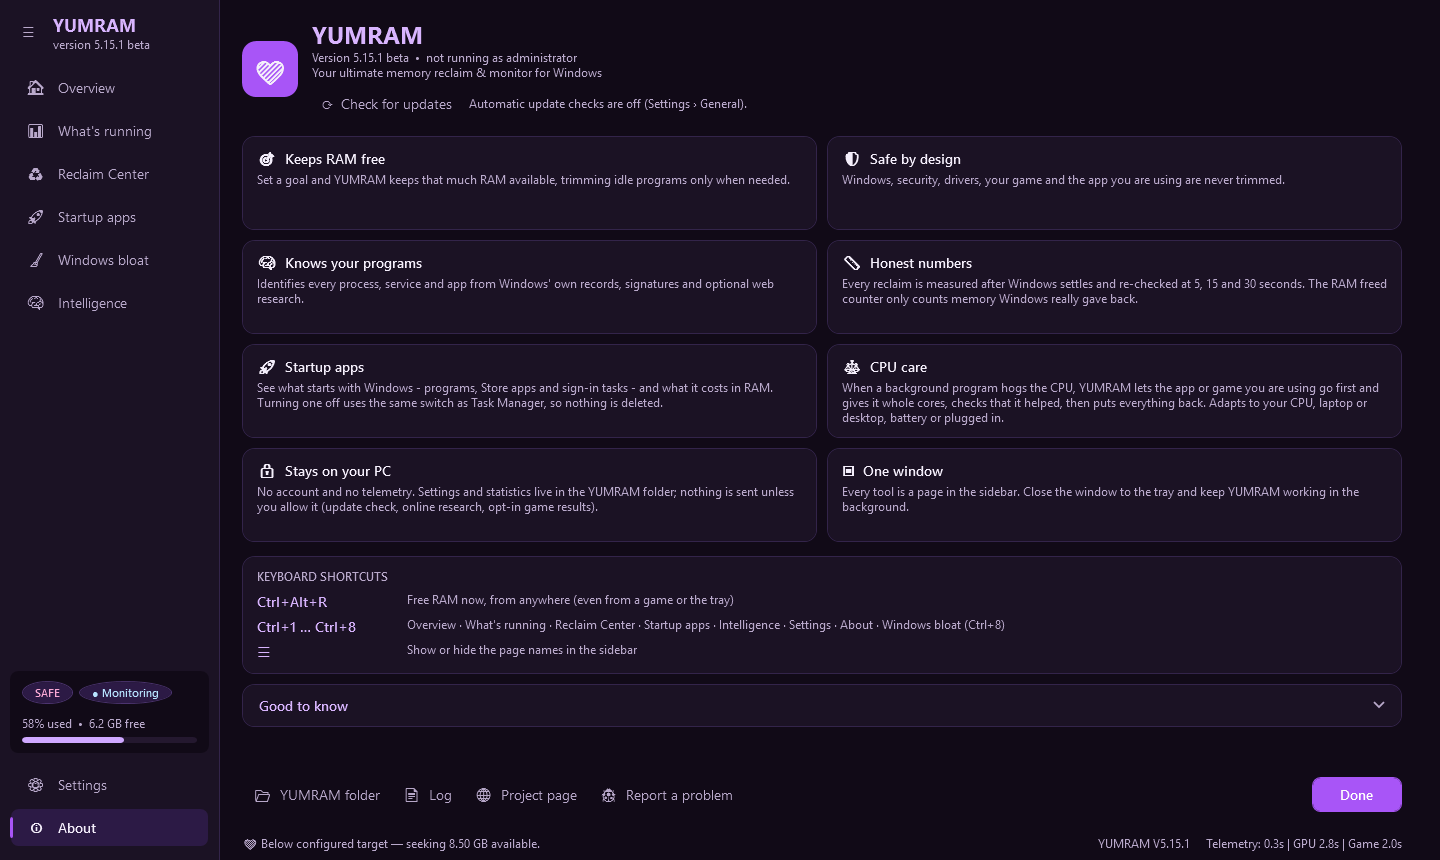 YUMRAM
version 5.15.1 beta
Overview
What's running
Reclaim Center
Startup apps
Windows bloat
Intelligence
SAFE
● Monitoring
58% used • 6.2 GB free
Settings
About
YUMRAM
Version 5.15.1 beta • not running as administrator
Your ultimate memory reclaim & monitor for Windows
Check for updates
Automatic update checks are off (Settings › General).
Keeps RAM free
Set a goal and YUMRAM keeps that much RAM available, trimming idle programs only when needed.
Safe by design
Windows, security, drivers, your game and the app you are using are never trimmed.
Knows your programs
Identifies every process, service and app from Windows' own records, signatures and optional web
research.
Honest numbers
Every reclaim is measured after Windows settles and re-checked at 5, 15 and 30 seconds. The RAM freed
counter only counts memory Windows really gave back.
Startup apps
See what starts with Windows - programs, Store apps and sign-in tasks - and what it costs in RAM.
Turning one off uses the same switch as Task Manager, so nothing is deleted.
CPU care
When a background program hogs the CPU, YUMRAM lets the app or game you are using go first and
gives it whole cores, checks that it helped, then puts everything back. Adapts to your CPU, laptop or
desktop, battery or plugged in.
Stays on your PC
No account and no telemetry. Settings and statistics live in the YUMRAM folder; nothing is sent unless
you allow it (update check, online research, opt-in game results).
One window
Every tool is a page in the sidebar. Close the window to the tray and keep YUMRAM working in the
background.
KEYBOARD SHORTCUTS
Ctrl+Alt+R
Free RAM now, from anywhere (even from a game or the tray)
Ctrl+1 ... Ctrl+8
Overview · What's running · Reclaim Center · Startup apps · Intelligence · Settings · About · Windows bloat (Ctrl+8)
☰
Show or hide the page names in the sidebar
Good to know
YUMRAM folder
Log
Project page
Report a problem
Done
Below configured target — seeking 8.50 GB available.
YUMRAM V5.15.1
Telemetry: 0.3s | GPU 2.8s | Game 2.0s